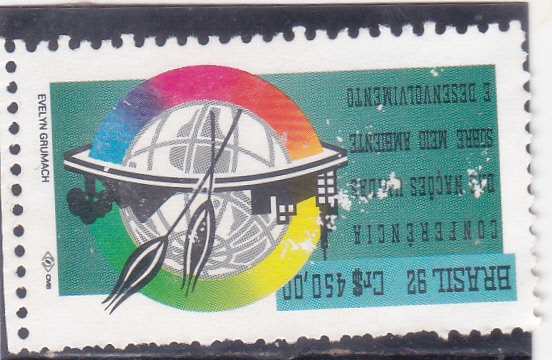 BRASIL 92 Cr$ 450,00
CONFERÊNCIA
DAS NAÇÕES UNIDAS
SOBRE MEIO AMBIENTE
E DESENVOLVIMENTO
EVELYN GRUMACH
CMB